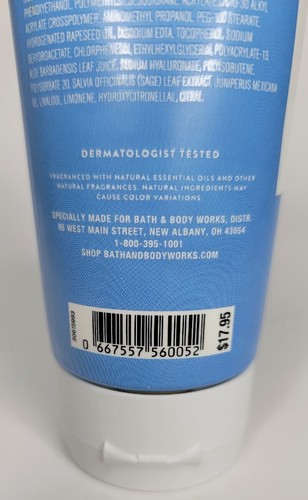 PHENOXYETHANOL, POLYMETHYLSILSESQUIOXANE, ACRYLATES/C10-30 ALKYL
ACRYLATE CROSSPOLYMER, AMINOMETHYL PROPANOL, PEG-100 STEARATE,
HYDROGENATED RAPESEED OIL, DISODIUM EDTA, TOCOPHENOL, SODIUM
DEHYDROACETATE, CHLORPHENESIN, ETHYLHEXYLGLYCERIN, POLYACRYLATE-13,
ALOE BARBADENSIS LEAF JUICE, SODIUM HYALURONATE, POLYISOBUTENE,
POLYSORBATE 20, SALVIA OFFICINALIS (SAGE) LEAF EXTRACT, JUNIPERUS MEXICANA
OIL, LINALOOL, LIMONENE, HYDROXYCITRONELLAL, CITRAL.
DERMATOLOGIST TESTED
FRAGRANCED WITH NATURAL ESSENTIAL OILS AND OTHER
NATURAL FRAGRANCES. NATURAL INGREDIENTS MAY
CAUSE COLOR VARIATIONS.
SPECIALLY MADE FOR BATH & BODY WORKS, DISTR.
95 WEST MAIN STREET, NEW ALBANY, OH 43054
1-800-395-1001
SHOP BATHANDBODYWORKS.COM
0 667557 560052
$17.95